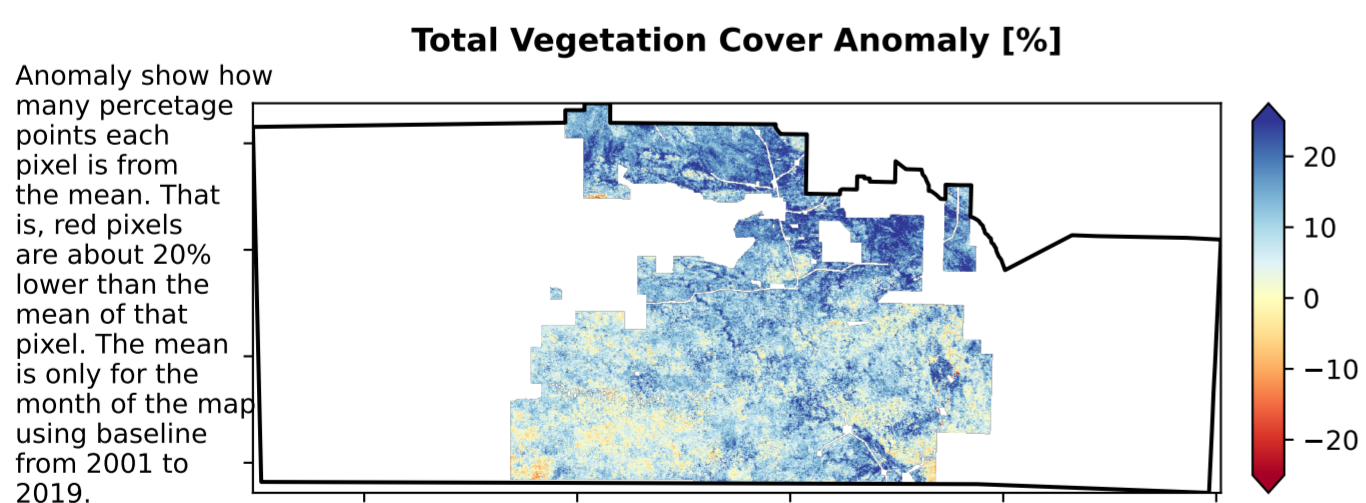 Total Vegetation Cover Anomaly [%]
Anomaly show how
many percetage
points each
pixel is from
the mean. That
is, red pixels
are about 20%
lower than the
mean of that
pixel. The mean
is only for the
month of the map
using baseline
from 2001 to
2019.
20
10
0
−10
−20